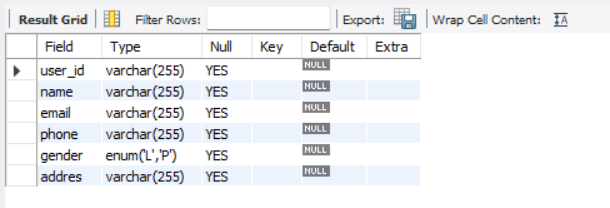 Result Grid Filter Rows: Export: Wrap Cell Content: IA
Field Type Null Key Default Extra
user_id varchar(255) YES NULL
name varchar(255) YES NULL
email varchar(255) YES NULL
phone varchar(255) YES NULL
gender enum('L','P') YES NULL
addres varchar(255) YES NULL